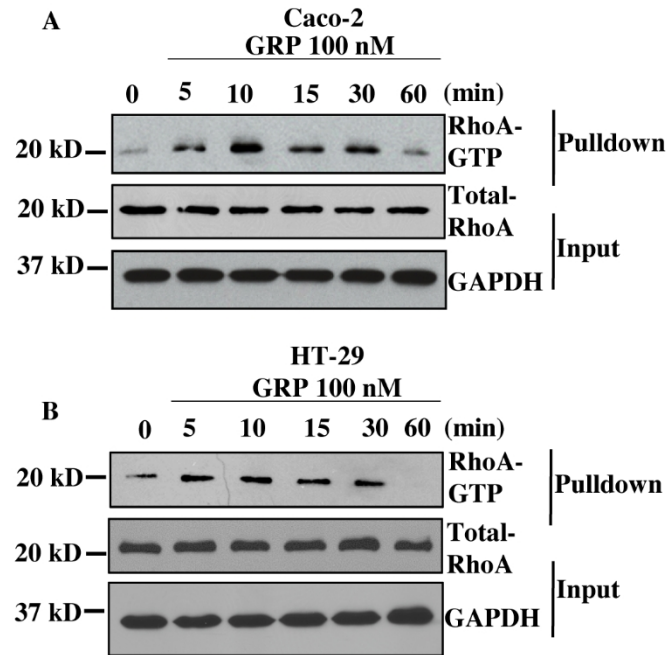 A
Caco-2
GRP 100 nM
0 5 10 15 30 60 (min)
RhoA-
20 kD GTP
Pulldown
Total-
20 kD RhoA
Input
37 kD
GAPDH
HT-29
GRP 100 nM
B
0 5 10 15 30 60 (min)
RhoA-
20 kD GTP
Pulldown
Total-
20 kD RhoA
Input
37 kD GAPDH